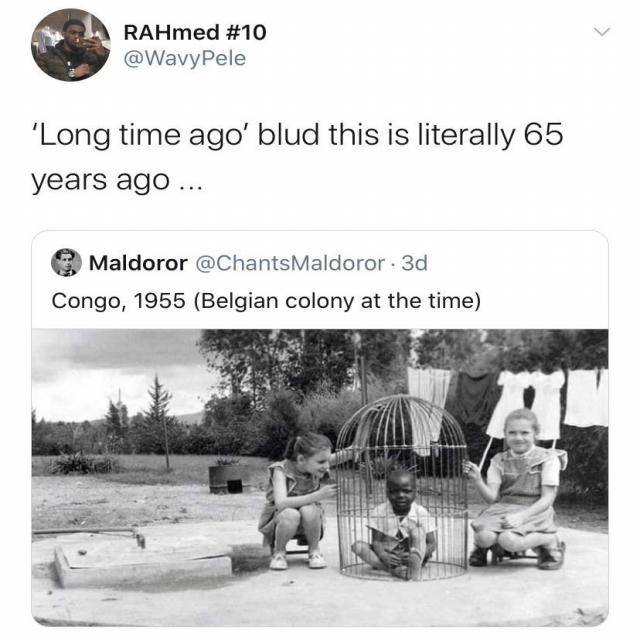 RAHmed #10
@WavyPele
‘Long time ago’ blud this is literally 65
years ago ...
Maldoror @ChantsMaldoror · 3d
Congo, 1955 (Belgian colony at the time)